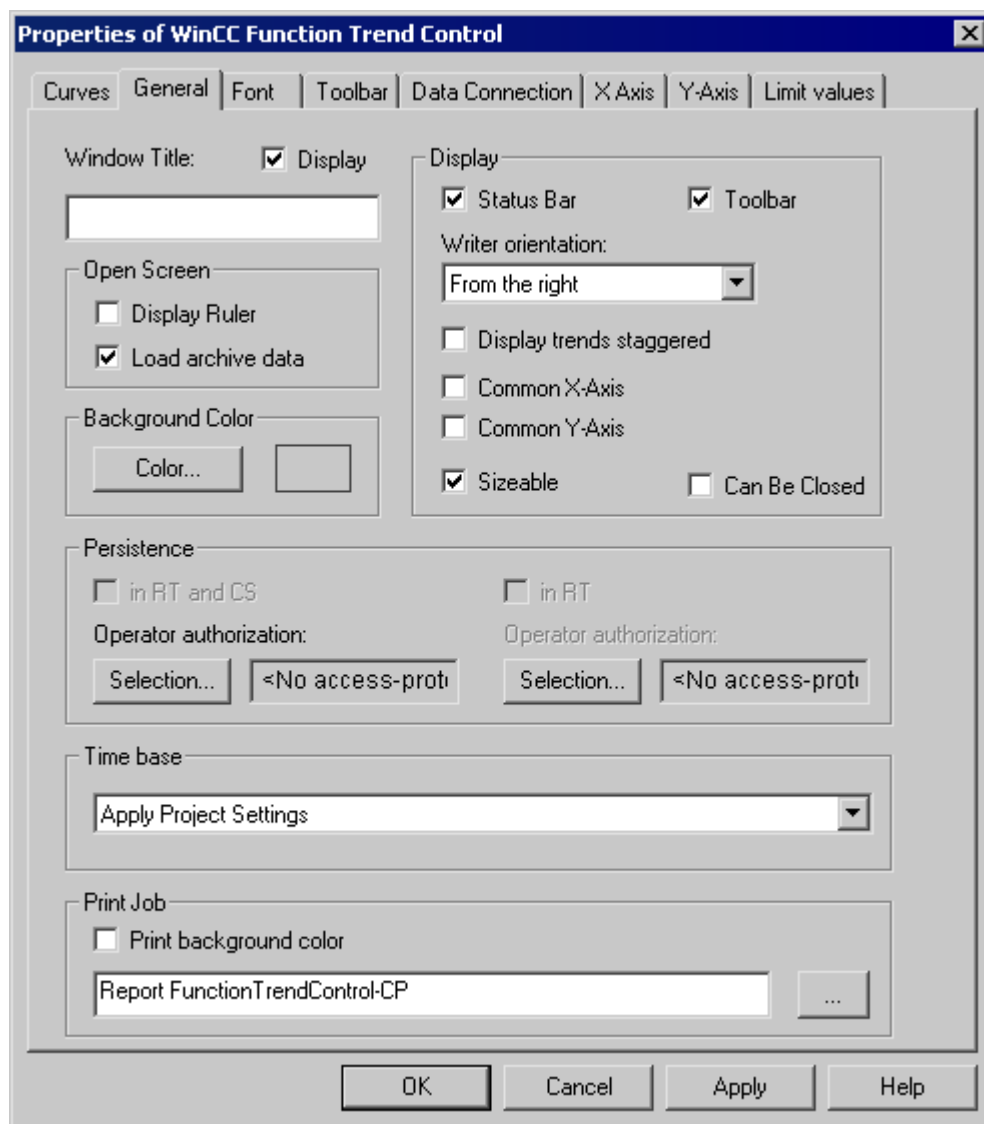 Properties of WinCC Function Trend Control
Curves General Font Toolbar Data Connection X Axis Y-Axis Limit values
Window Title: Display
Display
Status Bar Toolbar
Writer orientation:
From the right
Open Screen
Display Ruler
Load archive data
Display trends staggered
Common X-Axis
Common Y-Axis
Background Color
Color...
Sizeable Can Be Closed
Persistence
in RT and CS in RT
Operator authorization: Operator authorization:
Selection... <No access-prot Selection... <No access-prot
Time base
Apply Project Settings
Print Job
Print background color
Report FunctionTrendControl-CP ...
OK Cancel Apply Help